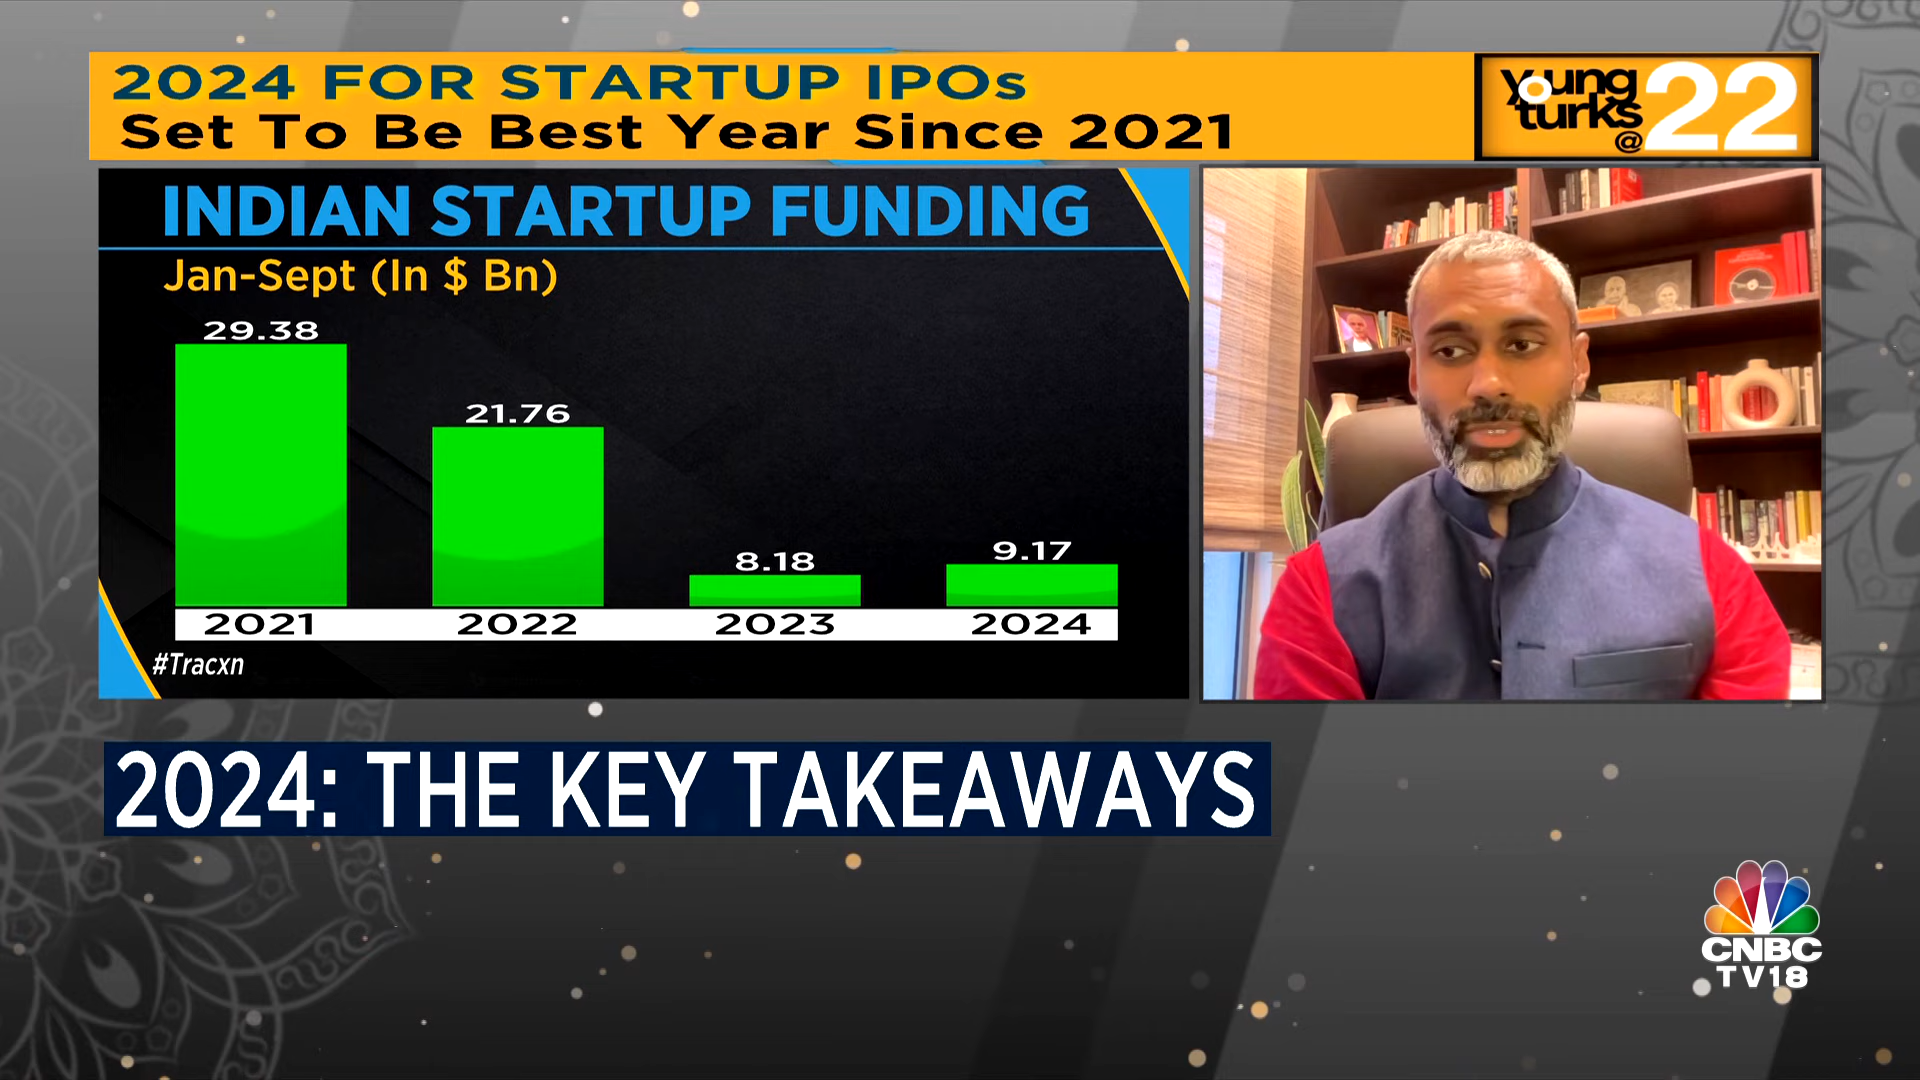 2024 FOR STARTUP IPOs
Set To Be Best Year Since 2021
young
turks
@22
INDIAN STARTUP FUNDING
Jan-Sept (In $ Bn)
29.38
21.76
8.18
9.17
2021 2022 2023 2024
#Tracxn
2024: THE KEY TAKEAWAYS
CNBC
TV18